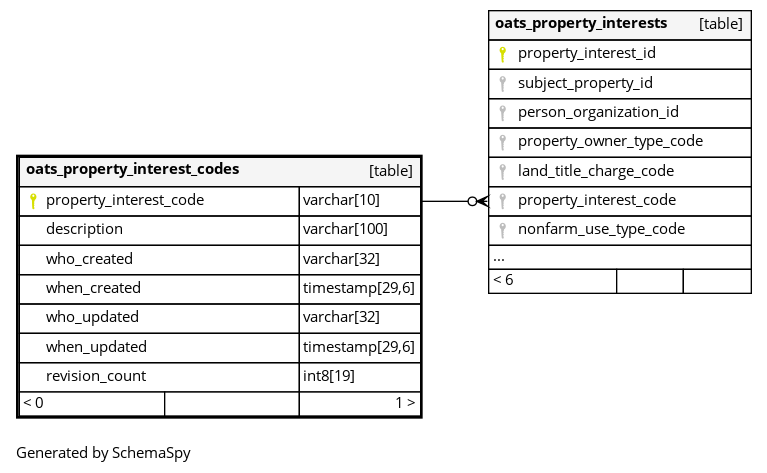 oats_property_interests [table]
property_interest_id
subject_property_id
person_organization_id
property_owner_type_code
land_title_charge_code
property_interest_code
nonfarm_use_type_code
...
< 6
oats_property_interest_codes [table]
property_interest_code varchar[10]
description varchar[100]
who_created varchar[32]
when_created timestamp[29,6]
who_updated varchar[32]
when_updated timestamp[29,6]
revision_count int8[19]
< 0 1 >
Generated by SchemaSpy